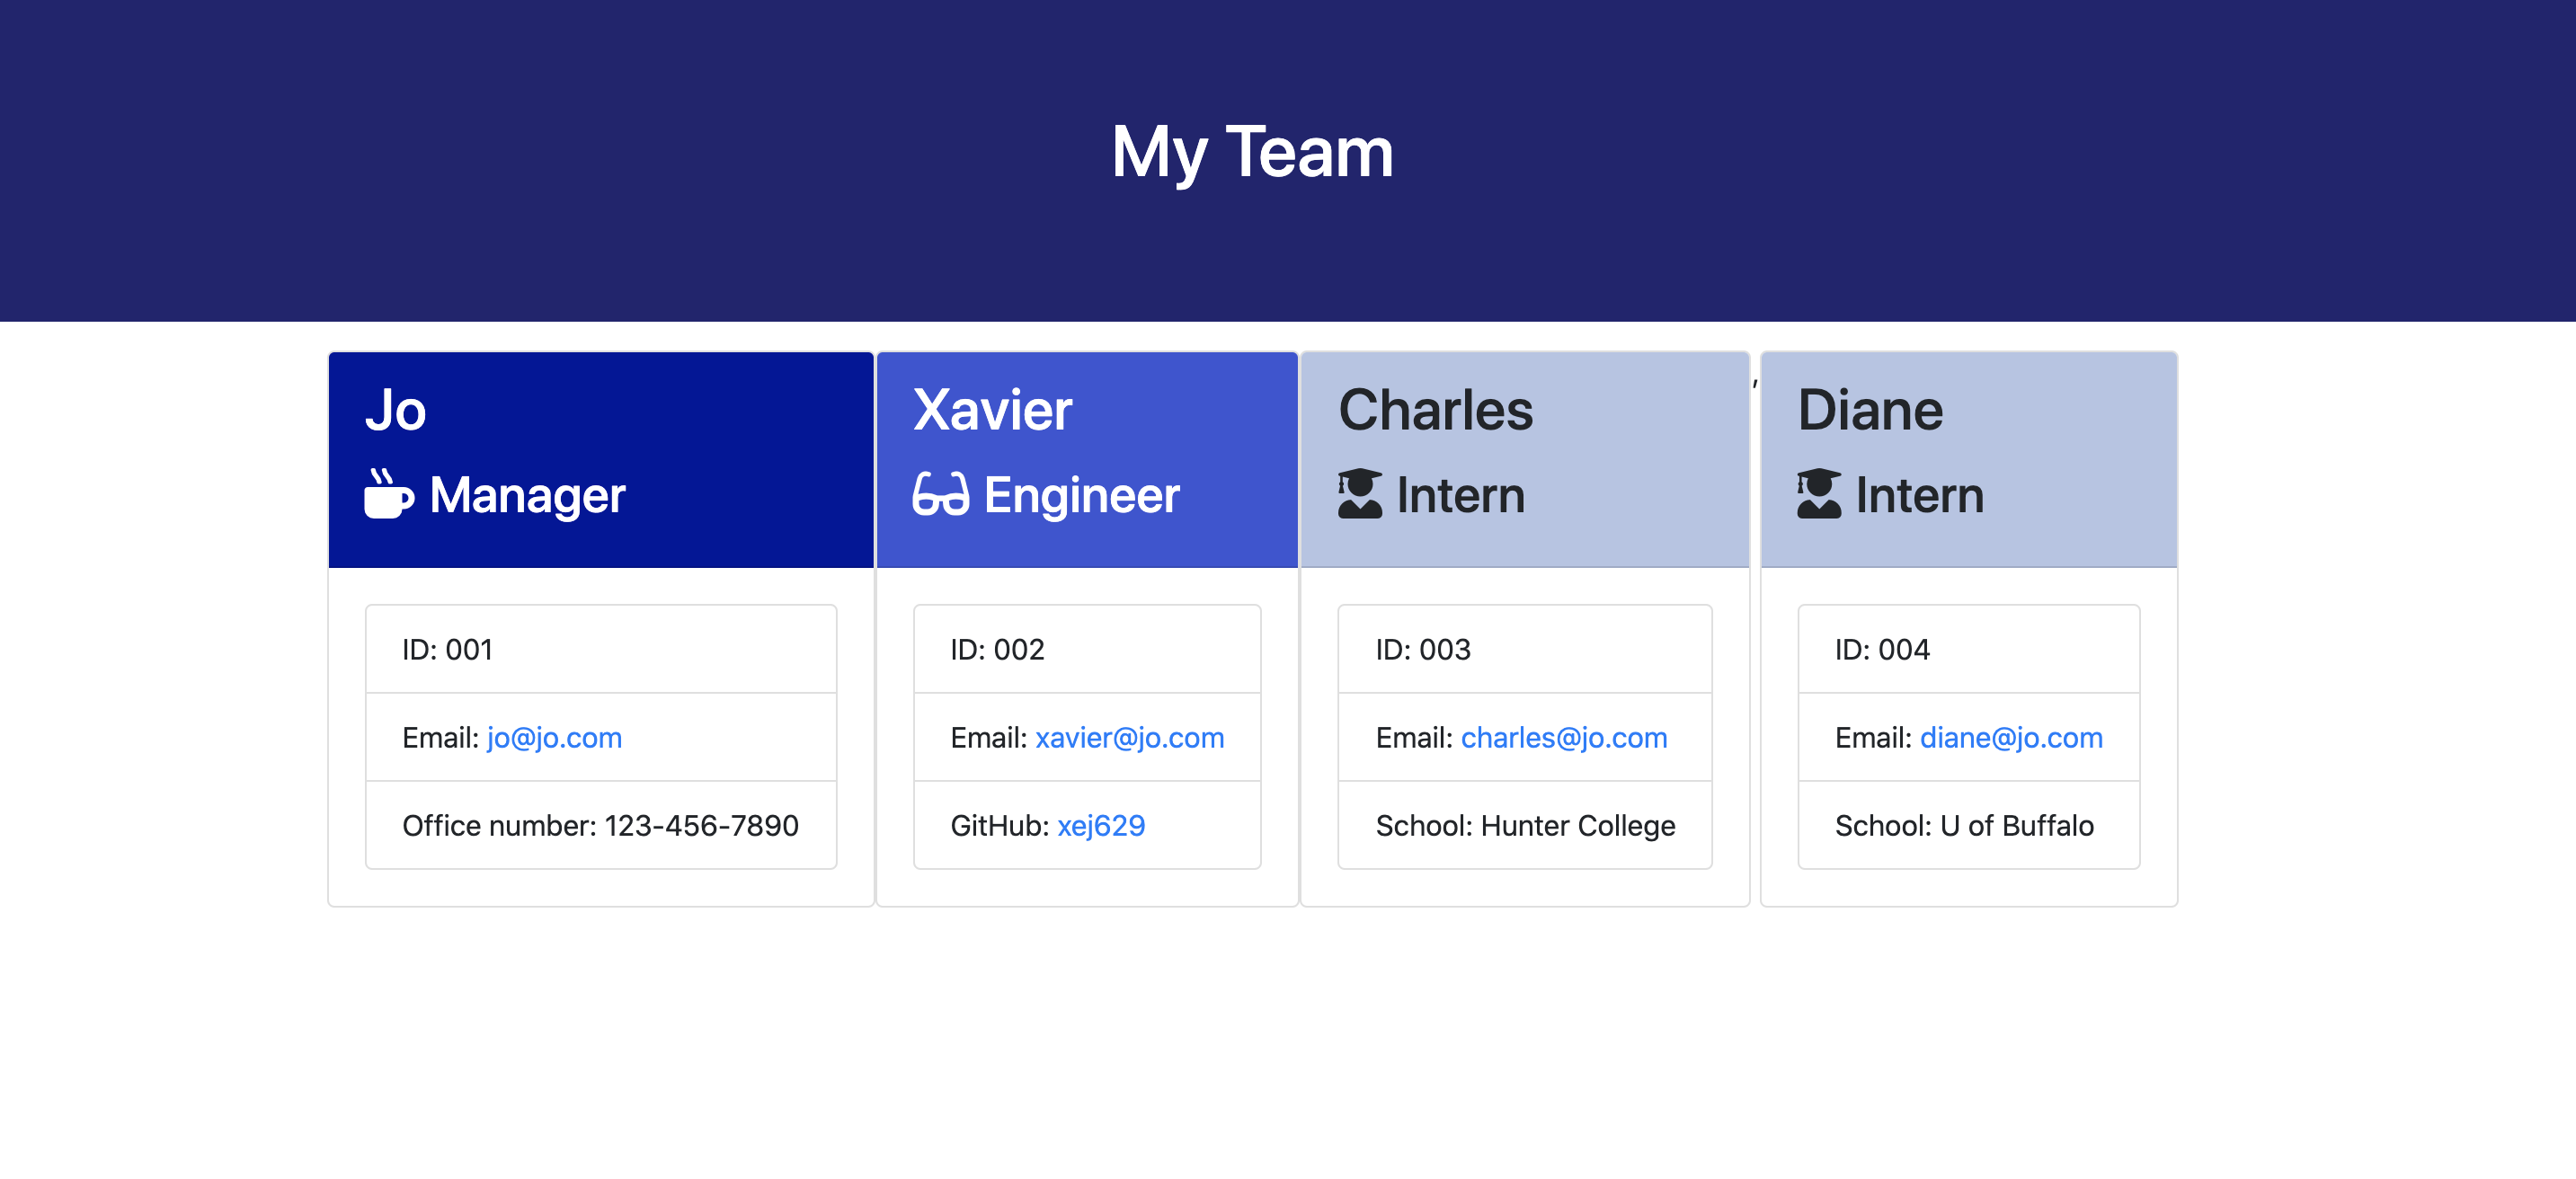 My Team
Jo
Manager
ID: 001
Email: jo@jo.com
Office number: 123-456-7890
Xavier
Engineer
ID: 002
Email: xavier@jo.com
GitHub: xej629
Charles
Intern
ID: 003
Email: charles@jo.com
School: Hunter College
,
Diane
Intern
ID: 004
Email: diane@jo.com
School: U of Buffalo